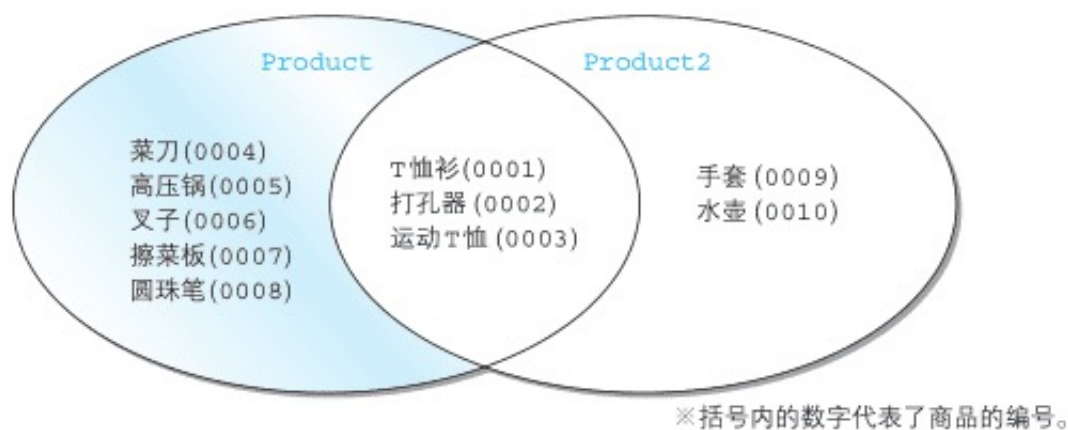 Product
Product2
菜刀(0004)
高压锅(0005)
叉子(0006)
擦菜板(0007)
圆珠笔(0008)
T恤衫(0001)
打孔器(0002)
运动T恤(0003)
手套(0009)
水壶(0010)
※括号内的数字代表了商品的编号。